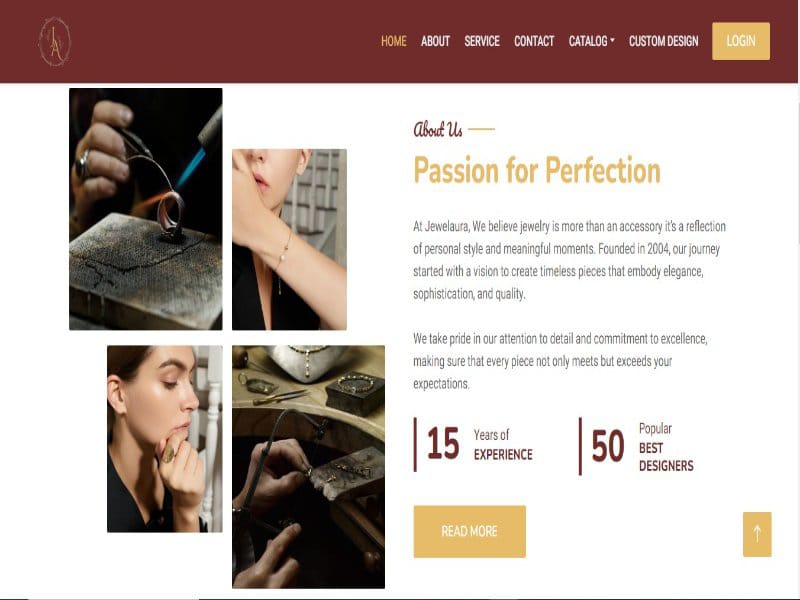 JA
HOME ABOUT SERVICE CONTACT CATALOG CUSTOM DESIGN LOGIN
About Us
Passion for Perfection
At Jewelaura, We believe jewelry is more than an accessory it's a reflection
of personal style and meaningful moments. Founded in 2004, our journey
started with a vision to create timeless pieces that embody elegance,
sophistication, and quality.
We take pride in our attention to detail and commitment to excellence,
making sure that every piece not only meets but exceeds your
expectations.
15 Years of
EXPERIENCE
50 Popular
BEST
DESIGNERS
READ MORE